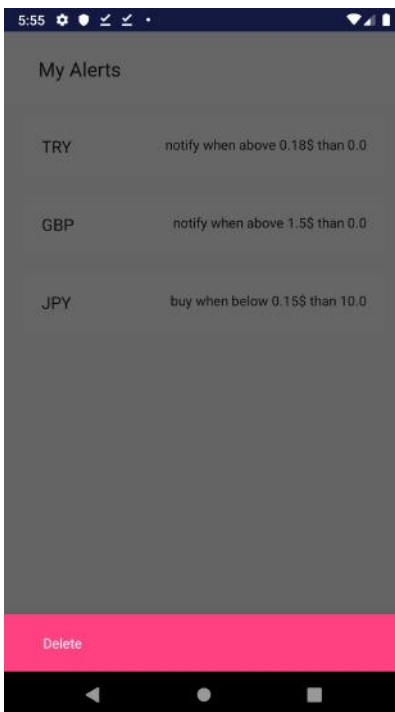 5:55
My Alerts
TRY notify when above 0.18$ than 0.0
GBP notify when above 1.5$ than 0.0
JPY buy when below 0.15$ than 10.0
Delete